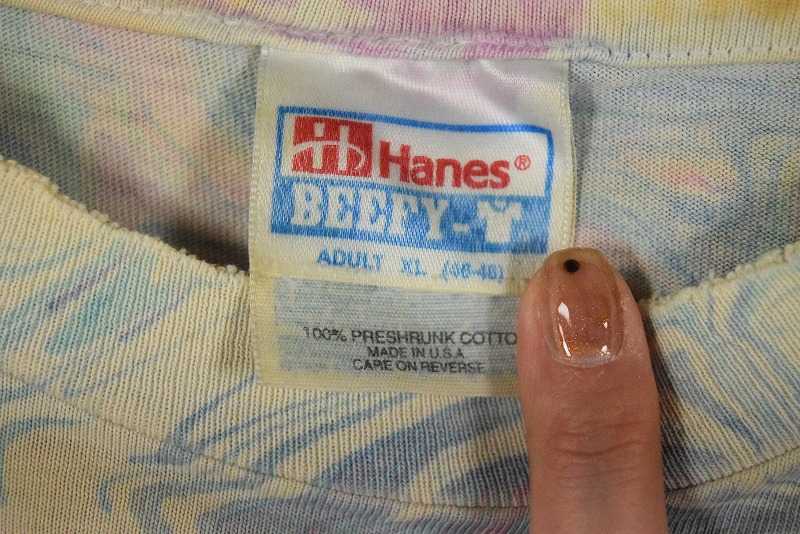 Hanes®
BEEFY-T
ADULT XL (46-48)
100% PRESHRUNK COTTO
MADE IN U.S.A.
CARE ON REVERSE